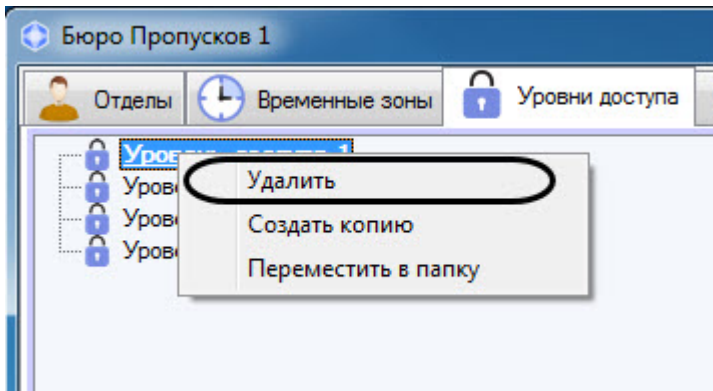 Бюро Пропусков 1
Отделы Временные зоны Уровни доступа
Удалить
Создать копию
Переместить в папку